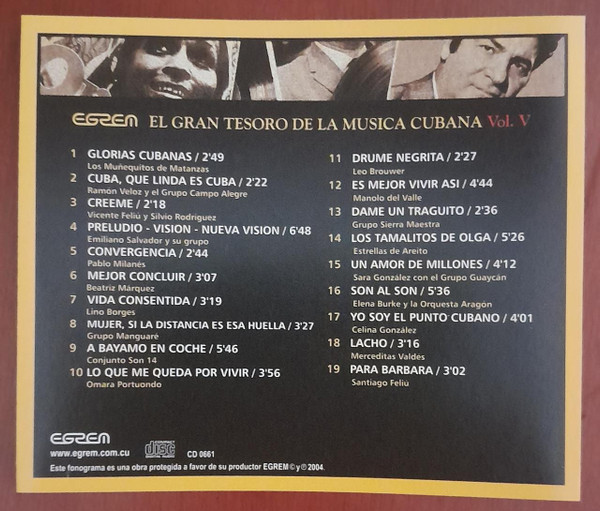 EGREM EL GRAN TESORO DE LA MUSICA CUBANA Vol. V
1 GLORIAS CUBANAS / 2'49
Los Muñequitos de Matanzas
2 CUBA, QUE LINDA ES CUBA / 2'22
Ramón Veloz y el Grupo Campo Alegre
3 CREEME / 2'18
Vicente Feliú y Silvio Rodríguez
4 PRELUDIO - VISION - NUEVA VISION / 6'48
Emiliano Salvador y su grupo
5 CONVERGENCIA / 2'44
Pablo Milanés
6 MEJOR CONCLUIR / 3'07
Beatriz Márquez
7 VIDA CONSENTIDA / 3'19
Lino Borges
8 MUJER, SI LA DISTANCIA ES ESA HUELLA / 3'27
Grupo Manguaré
9 A BAYAMO EN COCHE / 5'46
Conjunto Son 14
10 LO QUE ME QUEDA POR VIVIR / 3'56
Omara Portuondo
11 DRUME NEGRITA / 2'27
Leo Brouwer
12 ES MEJOR VIVIR ASI / 4'44
Manolo del Valle
13 DAME UN TRAGUITO / 2'36
Grupo Sierra Maestra
14 LOS TAMALITOS DE OLGA / 5'26
Estrellas de Areito
15 UN AMOR DE MILLONES / 4'12
Sara González con el Grupo Guaycán
16 SON AL SON / 5'36
Elena Burke y la Orquesta Aragón
17 YO SOY EL PUNTO CUBANO / 4'01
Celina González
18 LACHO / 3'16
Merceditas Valdés
19 PARA BARBARA / 3'02
Santiago Feliú
EGREM
www.egrem.com.cu
COMPACT disc DIGITAL AUDIO
CD 0661
Este fonograma es una obra protegida a favor de su productor EGREM © y ℗ 2004.